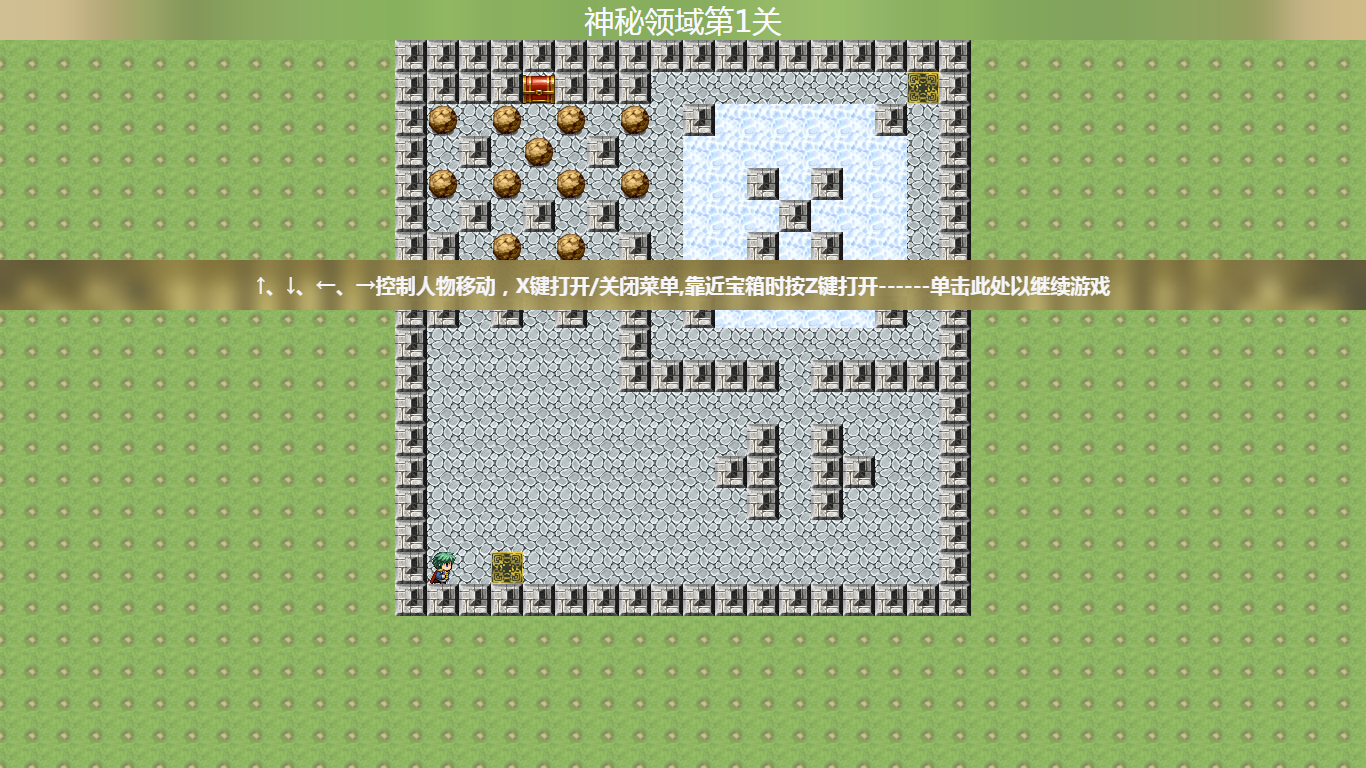 神秘领域第1关
↑、↓、←、→控制人物移动，X键打开/关闭菜单,靠近宝箱时按Z键打开------单击此处以继续游戏